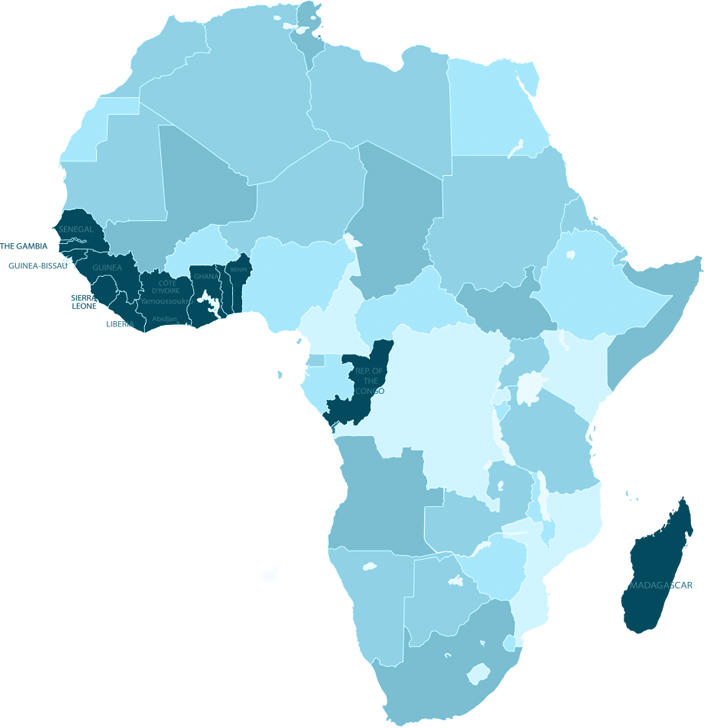 SENEGAL
THE GAMBIA
GUINEA-BISSAU
GUINEA
SIERRA
LEONE
LIBERIA
CÔTE
D'IVOIRE
Yamoussoukro
Abidjan
GHANA
BENIN
REP. OF
THE
CONGO
MADAGASCAR